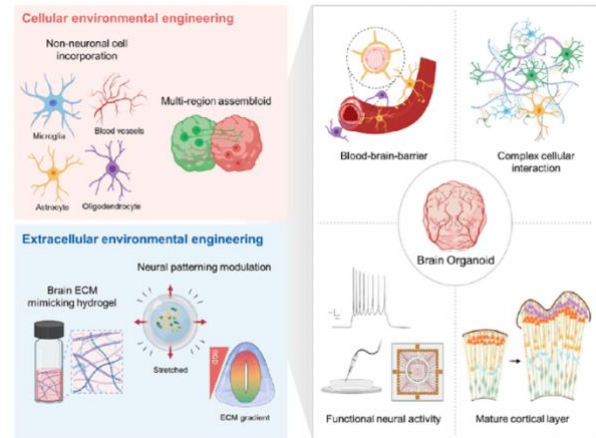 Cellular environmental engineering
Non-neuronal cell
incorporation
Microglia
Blood vessels
Astrocyte
Oligodendrocyte
Multi-region assembloid
Extracellular environmental engineering
Neural patterning modulation
Brain ECM
mimicking hydrogel
Stretched
ECM gradient
Blood-brain-barrier
Complex cellular
interaction
Brain Organoid
Functional neural activity
Mature cortical layer